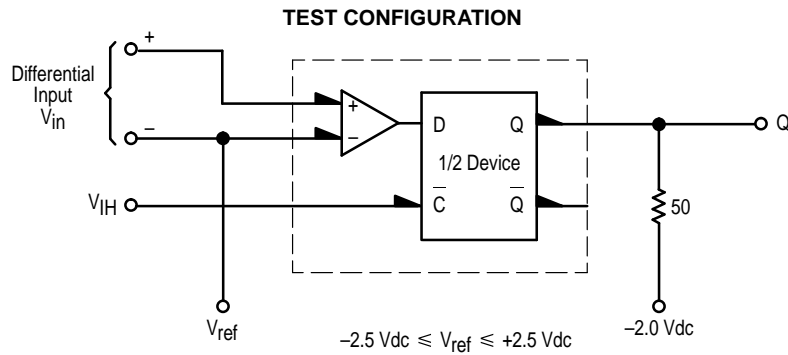 TEST CONFIGURATION
+
Differential
Input
Vin
–
VIH
Vref
+
–
D
Q
1/2 Device
C̅
Q̅
Q
50
–2.0 Vdc
–2.5 Vdc ≤ Vref ≤ +2.5 Vdc